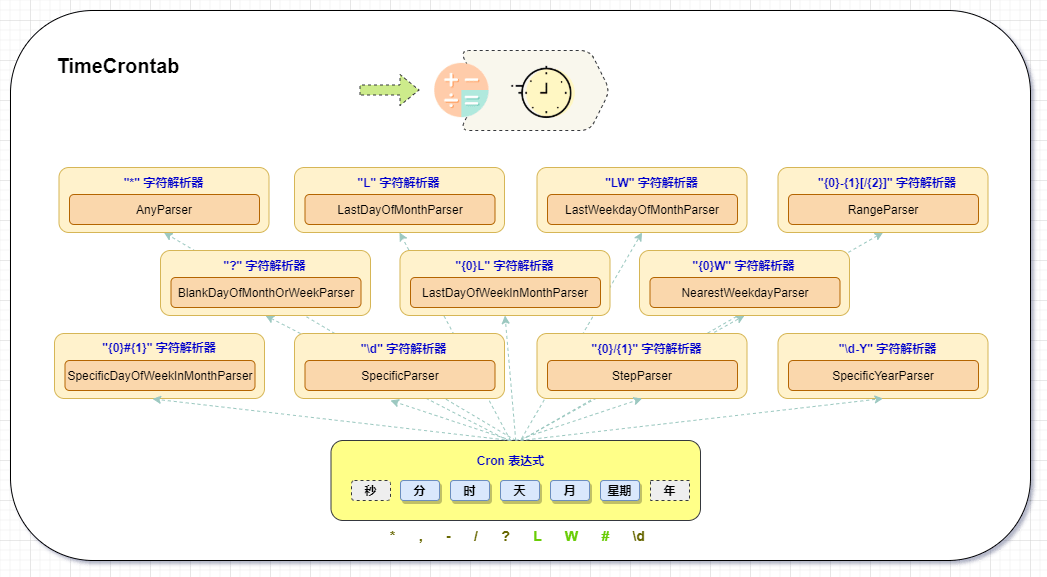 TimeCrontab
"*" 字符解析器
AnyParser
"L" 字符解析器
LastDayOfMonthParser
"LW" 字符解析器
LastWeekdayOfMonthParser
"{0}-{1}[/{2}]" 字符解析器
RangeParser
"?" 字符解析器
BlankDayOfMonthOrWeekParser
"{0}L" 字符解析器
LastDayOfWeekInMonthParser
"{0}W" 字符解析器
NearestWeekdayParser
"{0}#{1}" 字符解析器
SpecificDayOfWeekInMonthParser
"\d" 字符解析器
SpecificParser
"{0}/{1}" 字符解析器
StepParser
"\d-Y" 字符解析器
SpecificYearParser
Cron 表达式
秒 分 时 天 月 星期 年
* , - / ? L W # \d